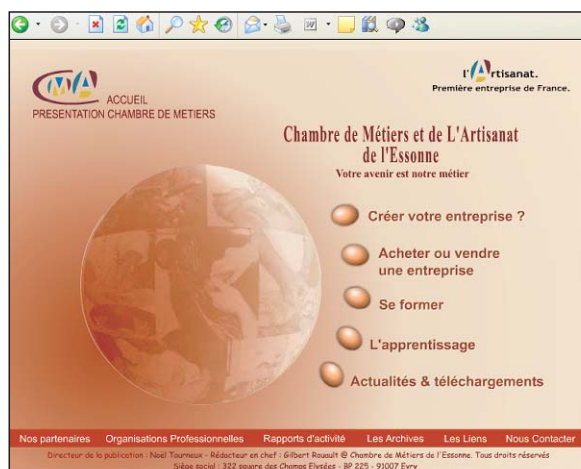 l'Artisanat.
Première entreprise de France.
CMA
ACCUEIL
PRESENTATION CHAMBRE DE METIERS
Chambre de Métiers et de L'Artisanat
de l'Essonne
Votre avenir est notre métier
Créer votre entreprise ?
Acheter ou vendre
une entreprise
Se former
L'apprentissage
Actualités & téléchargements
Nos partenaires Organisations Professionnelles Rapports d'activité Les Archives Les Liens Nous Contacter
Directeur de la publication : Noël Tourneux - Rédacteur en chef : Gilbert Rouault @ Chambre de Métiers de l'Essonne. Tous droits réservés
Siège social : 322 square des Champs Elysées - BP 225 - 91007 Evry